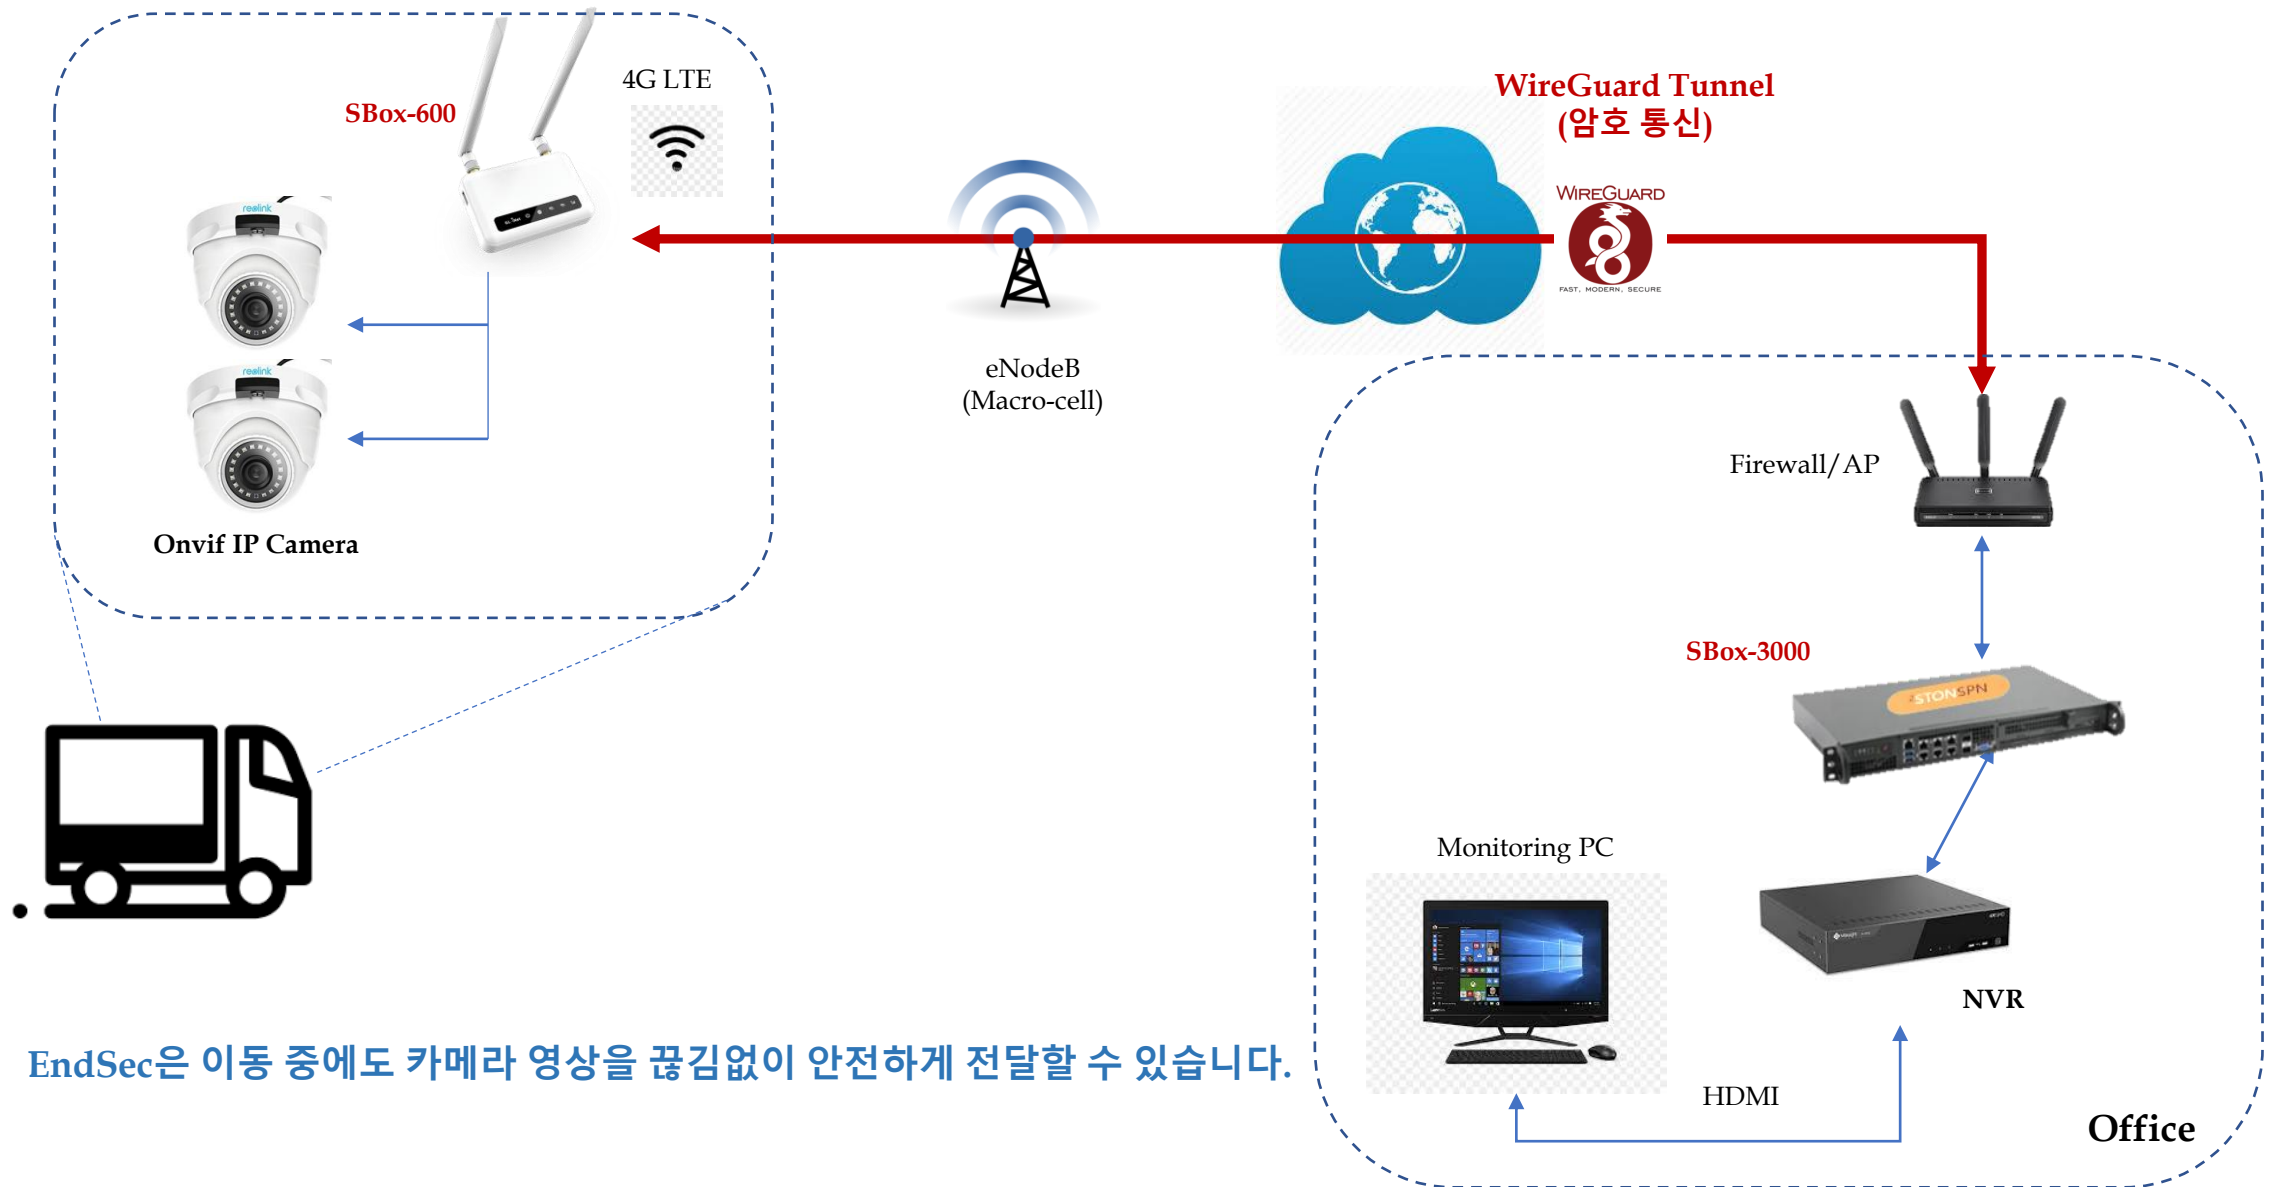 4G LTE
SBox-600
WireGuard Tunnel
(암호 통신)
WIREGUARD
FAST, MODERN, SECURE
reolink
reolink
Onvif IP Camera
eNodeB
(Macro-cell)
Firewall/AP
SBox-3000
STONSPN
Monitoring PC
NVR
HDMI
Office
EndSec은 이동 중에도 카메라 영상을 끊김없이 안전하게 전달할 수 있습니다.